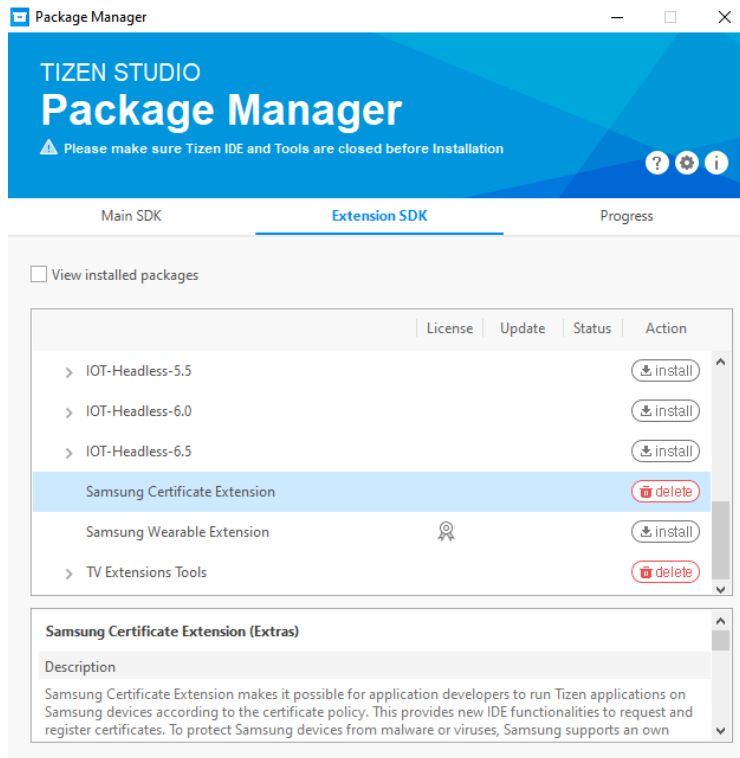 Package Manager
TIZEN STUDIO
Package Manager
Please make sure Tizen IDE and Tools are closed before Installation
Main SDK Extension SDK Progress
View installed packages
License Update Status Action
IOT-Headless-5.5 install
IOT-Headless-6.0 install
IOT-Headless-6.5 install
Samsung Certificate Extension delete
Samsung Wearable Extension install
TV Extensions Tools delete
Samsung Certificate Extension (Extras)
Description
Samsung Certificate Extension makes it possible for application developers to run Tizen applications on
Samsung devices according to the certificate policy. This provides new IDE functionalities to request and
register certificates. To protect Samsung devices from malware or viruses, Samsung supports an own